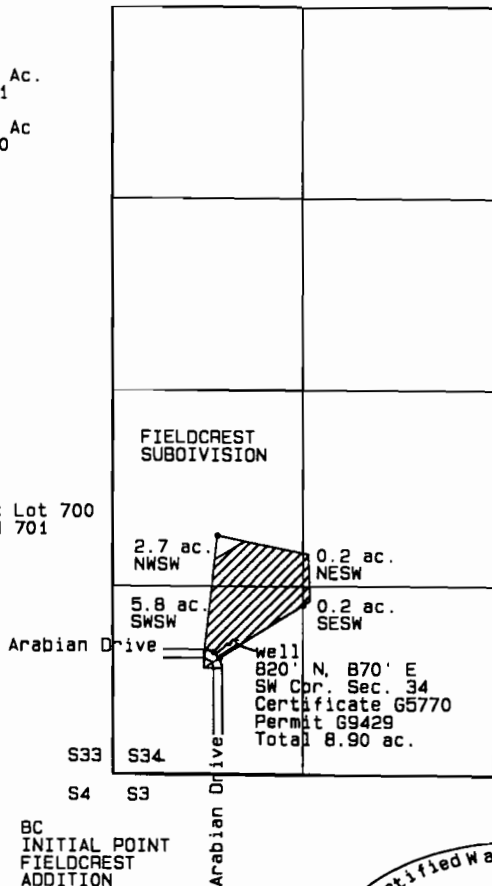 Ac.
1
Ac
0
FIELDCREST
SUBDIVISION
Lot 700
701
2.7 ac.
NWSW
0.2 ac.
NESW
5.8 ac.
SWSW
0.2 ac.
SESW
Arabian Drive
well
820' N, 870' E
SW Cor. Sec. 34
Certificate G5770
Permit G9429
Total 8.90 ac.
S33 S34
S4 S3
Arabian Drive
BC
INITIAL POINT
FIELDCREST
ADDITION
tified Wa